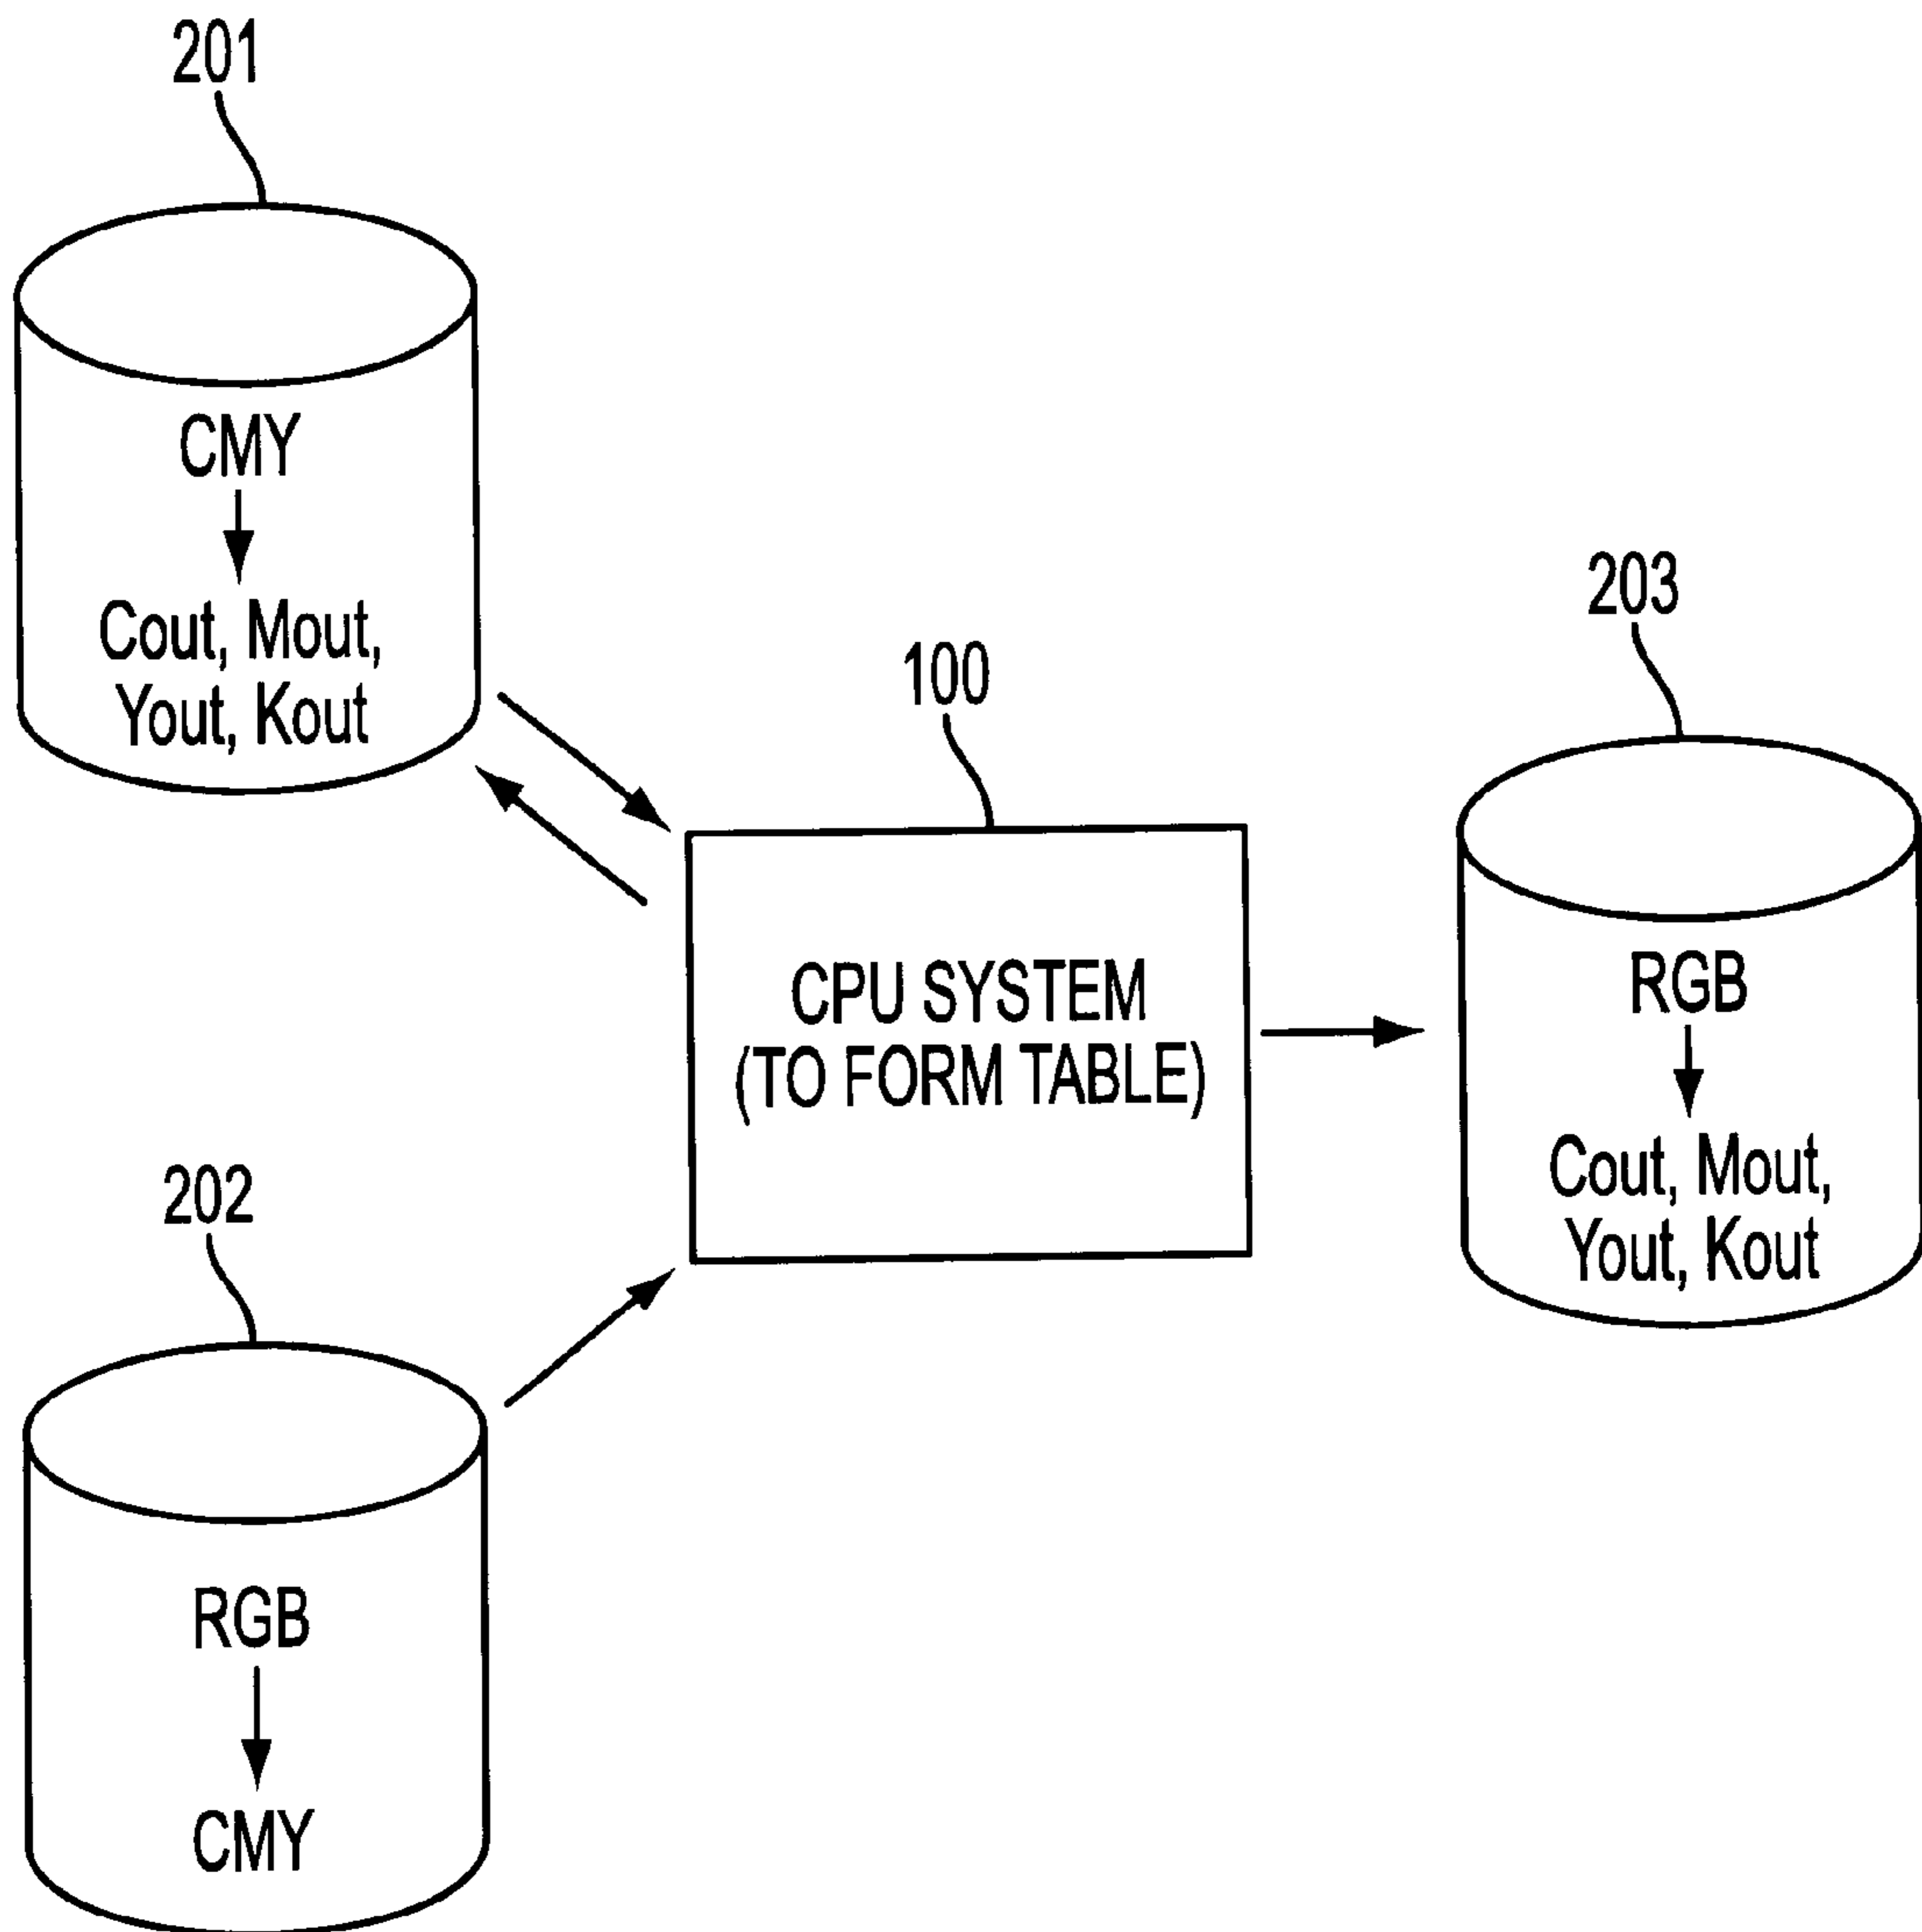 201
CMY
Cout, Mout,
Yout, Kout
100
CPU SYSTEM
(TO FORM TABLE)
203
RGB
Cout, Mout,
Yout, Kout
202
RGB
CMY